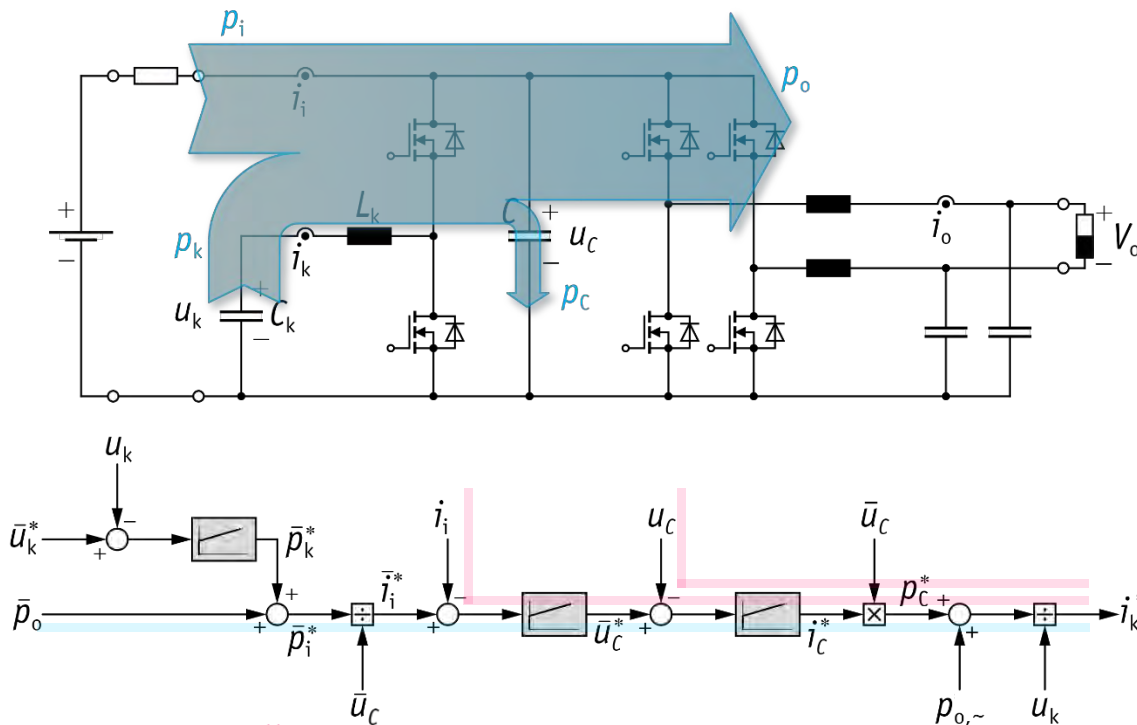 p_i
p_o
i_i
L_k
C
+
u_C
−
i_o
+
V_o
−
+
−
p_k
i_k
p_C
u_k
+
C_k
−
u_k
−
ū_k*
+
p̄_k*
i_i
u_C
ū_C
p̄_o
+
+
p̄_i*
÷
ī_i*
−
+
ū_C*
−
+
i_C*
×
p_C*
+
+
÷
i_k*
ū_C
p_o,~
u_k